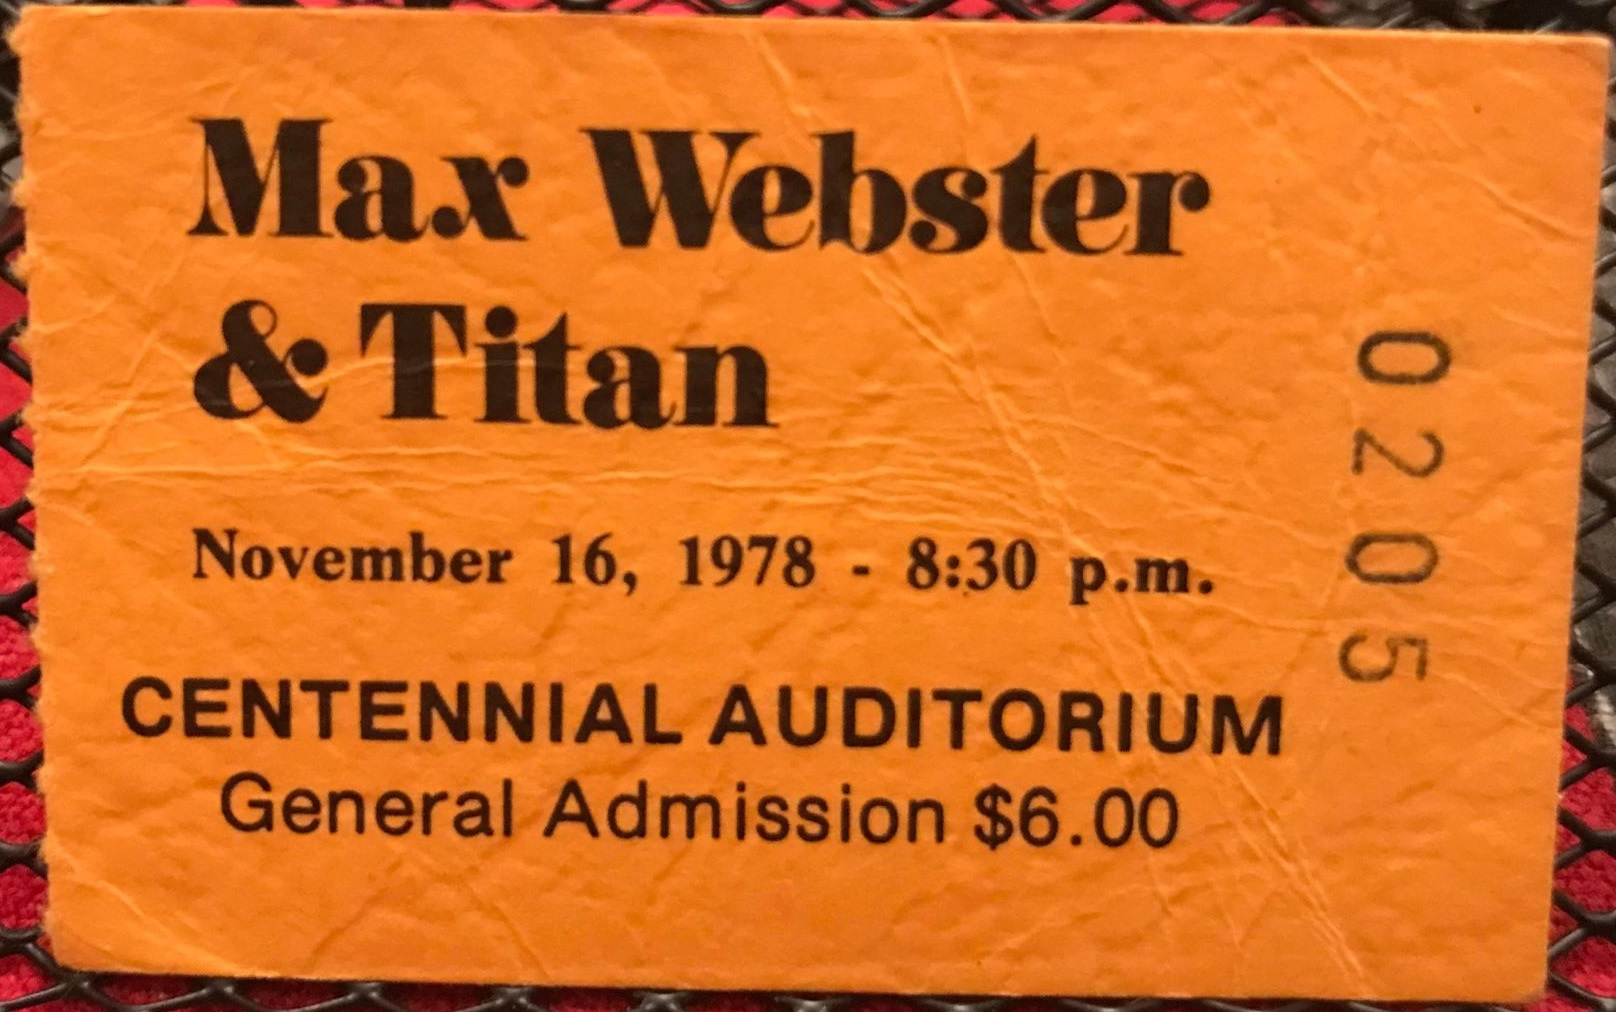 Max Webster
& Titan
November 16, 1978 - 8:30 p.m.
CENTENNIAL AUDITORIUM
General Admission $6.00
0205